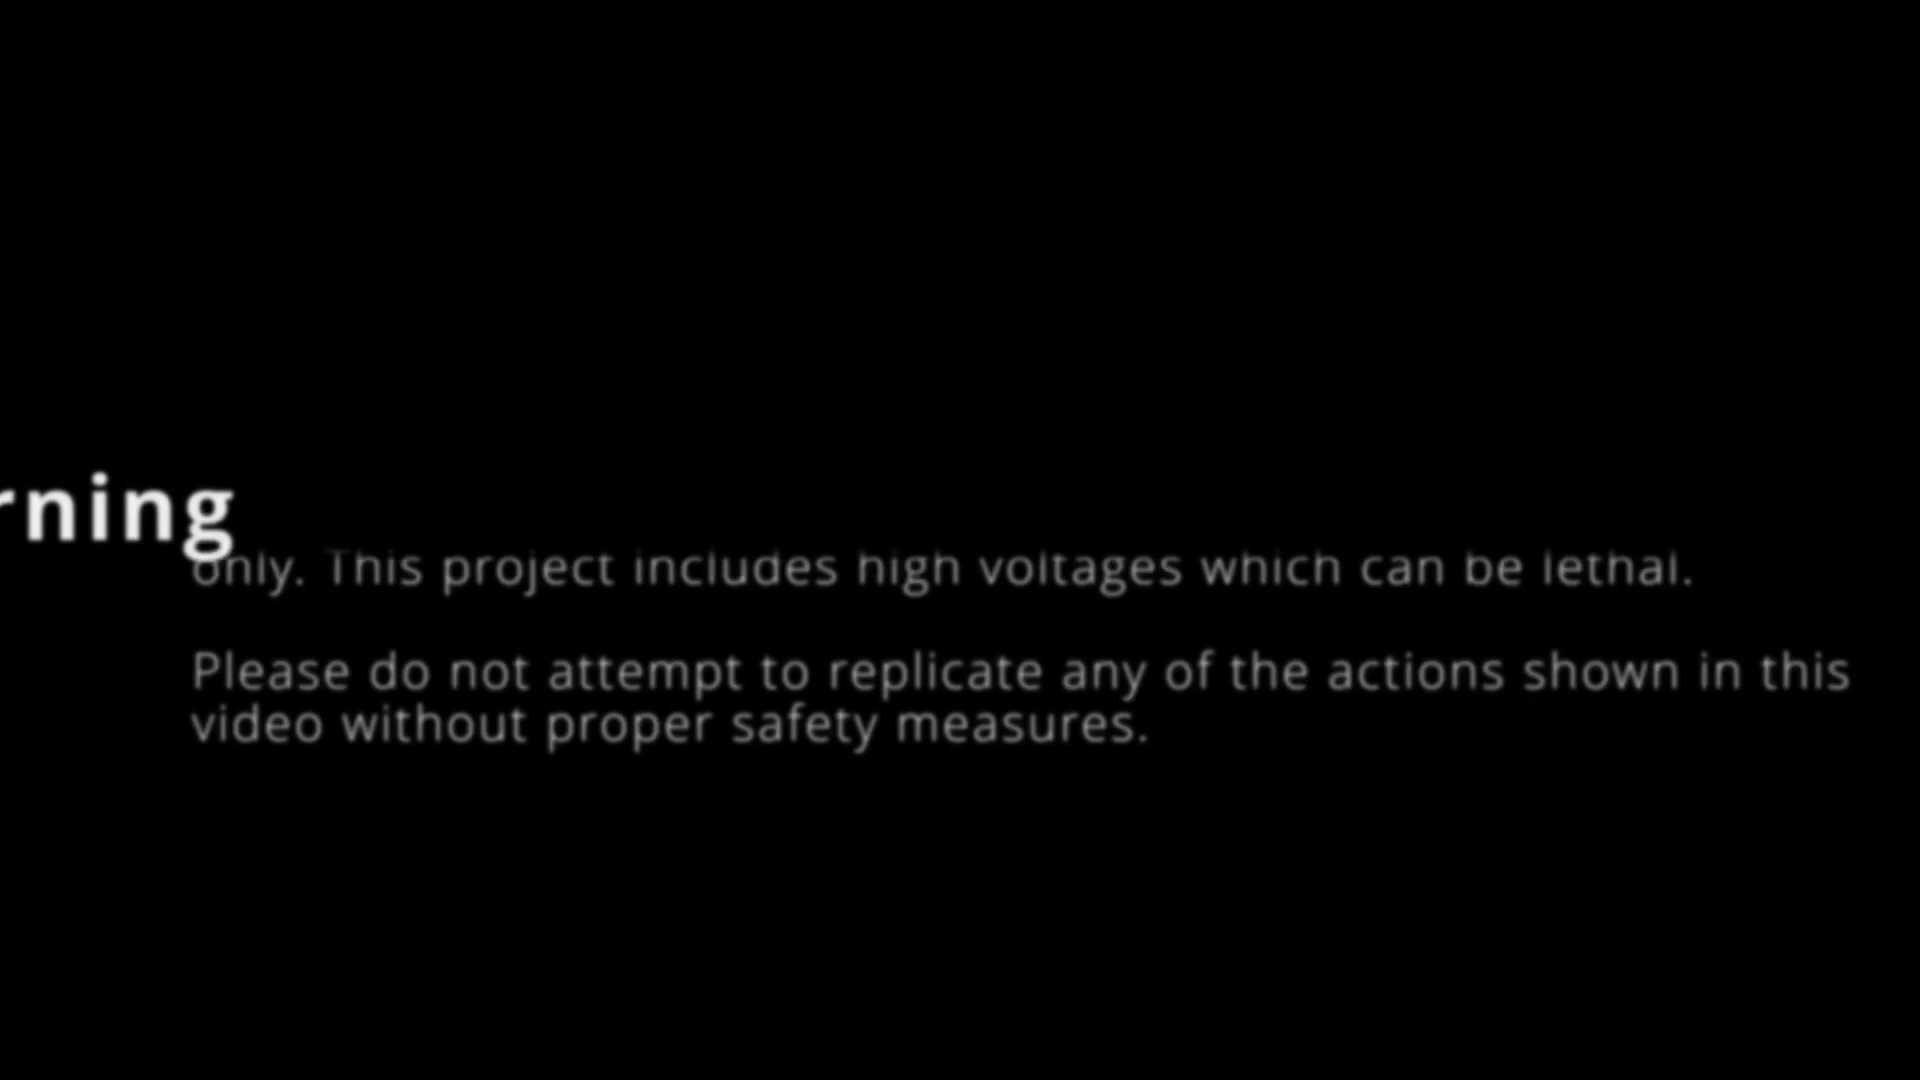 rning
only. This project includes high voltages which can be lethal.
Please do not attempt to replicate any of the actions shown in this
video without proper safety measures.